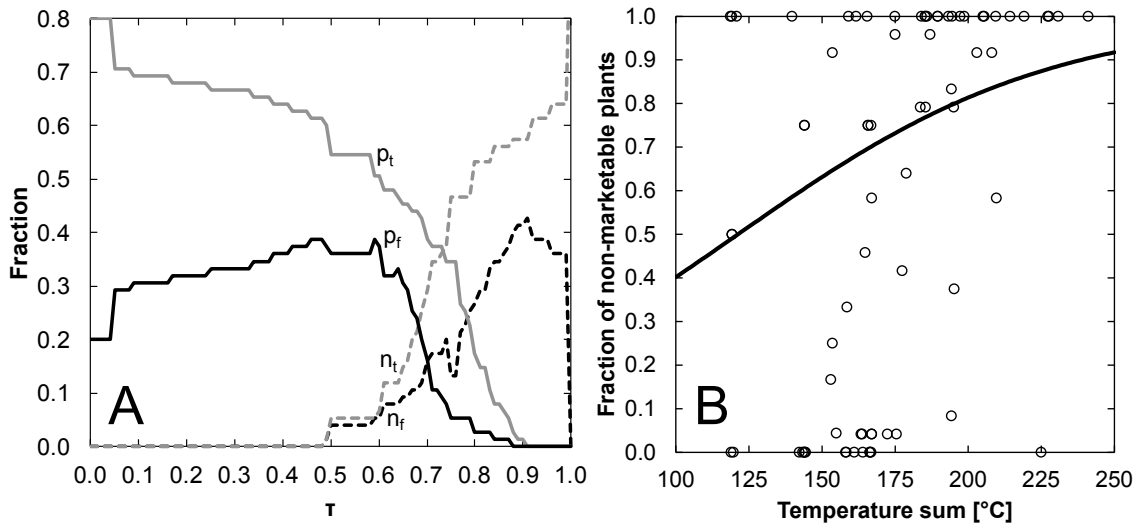 0.8
0.7
0.6
0.5
0.4
0.3
0.2
0.1
0.0
Fraction
p_t
p_f
n_t
n_f
A
0.0 0.1 0.2 0.3 0.4 0.5 0.6 0.7 0.8 0.9 1.0
τ
1.0
0.9
0.8
0.7
0.6
0.5
0.4
0.3
0.2
0.1
0.0
Fraction of non-marketable plants
B
100 125 150 175 200 225 250
Temperature sum [°C]